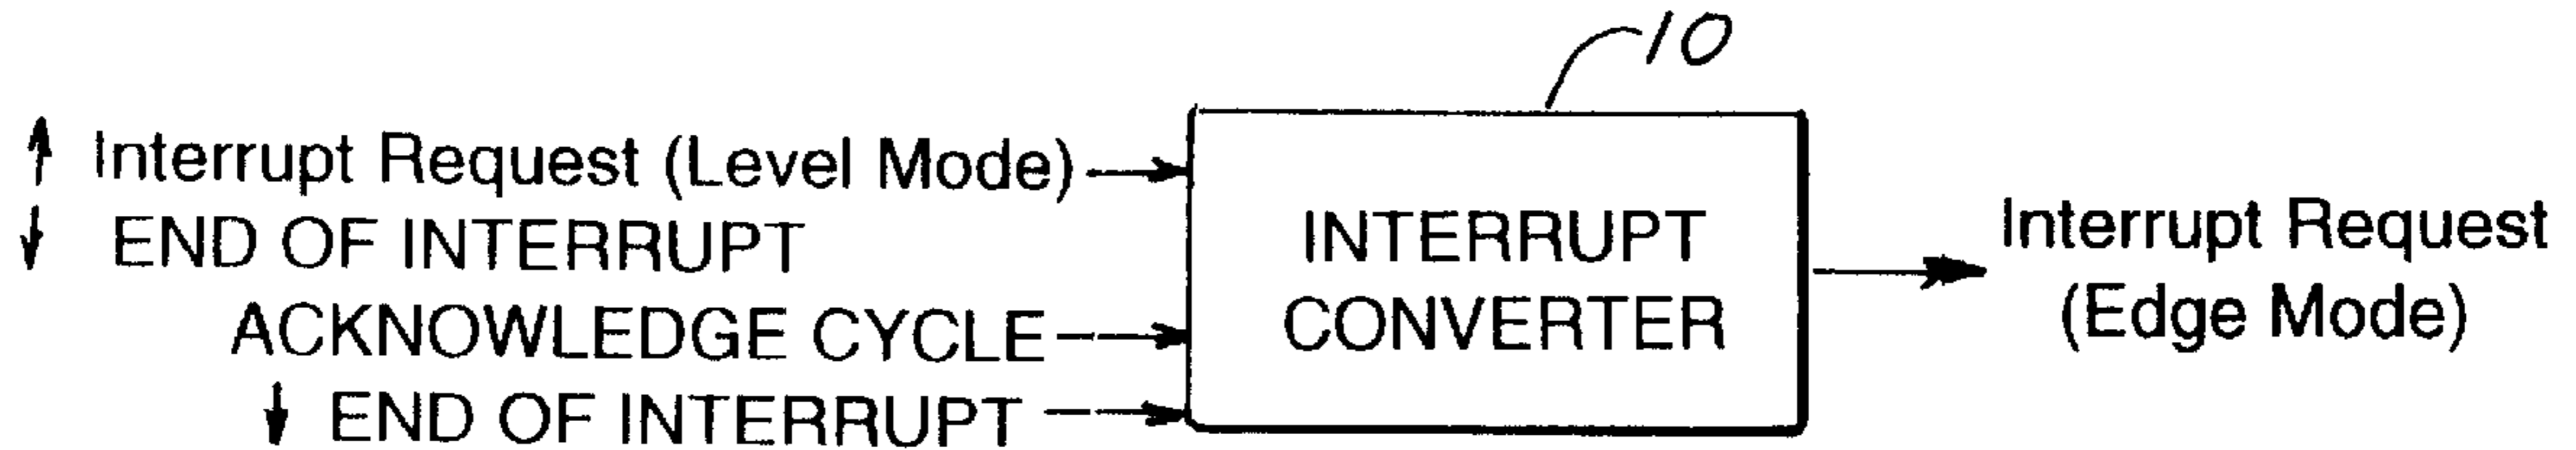 10
↑ Interrupt Request (Level Mode)
↓ END OF INTERRUPT
ACKNOWLEDGE CYCLE
↓ END OF INTERRUPT
INTERRUPT
CONVERTER
Interrupt Request
(Edge Mode)